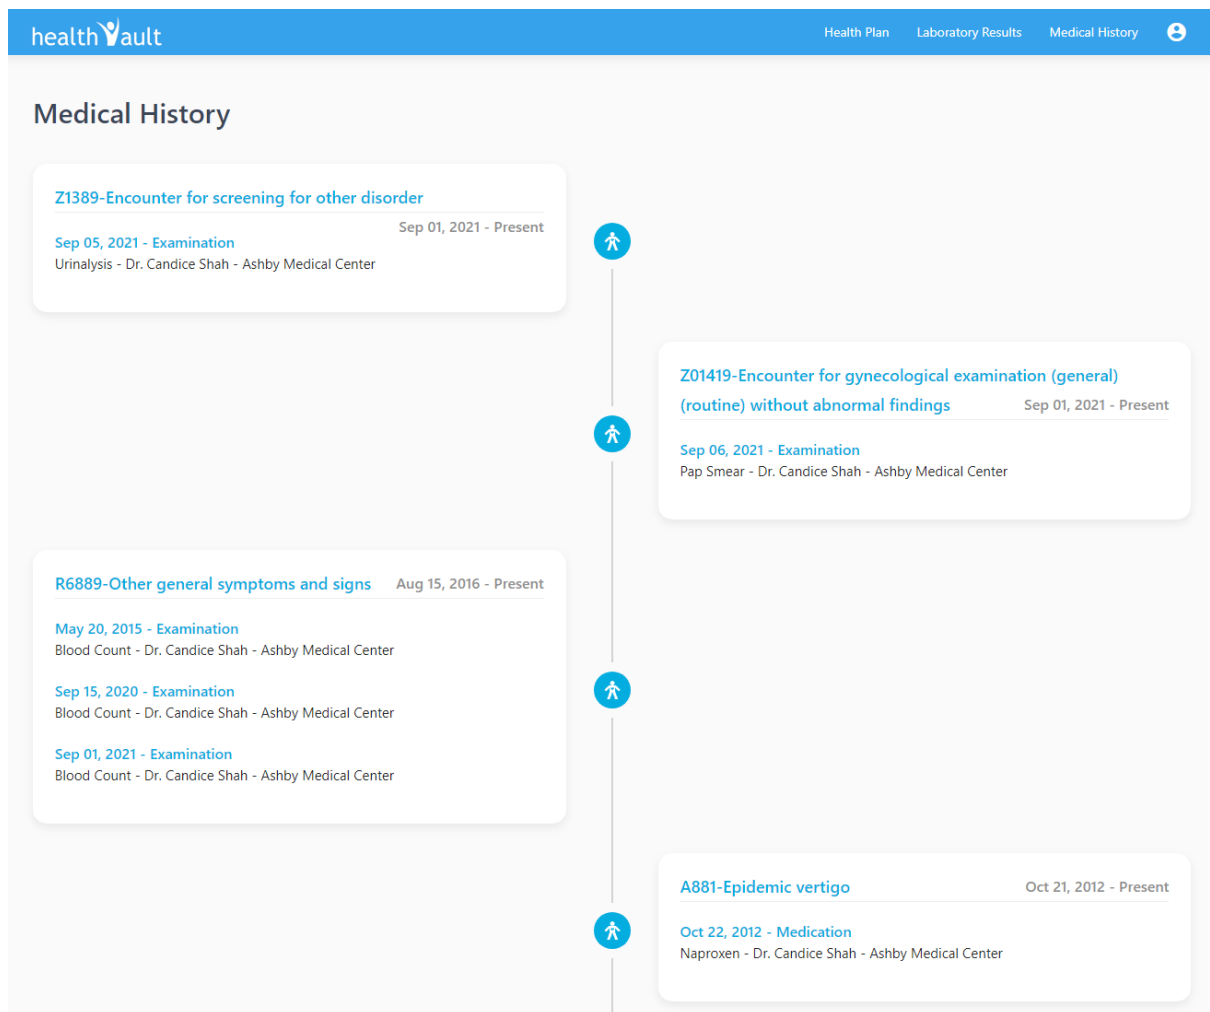 healthVault
Health Plan
Laboratory Results
Medical History
Medical History
Z1389-Encounter for screening for other disorder
Sep 01, 2021 - Present
Sep 05, 2021 - Examination
Urinalysis - Dr. Candice Shah - Ashby Medical Center
Z01419-Encounter for gynecological examination (general)
(routine) without abnormal findings
Sep 01, 2021 - Present
Sep 06, 2021 - Examination
Pap Smear - Dr. Candice Shah - Ashby Medical Center
R6889-Other general symptoms and signs
Aug 15, 2016 - Present
May 20, 2015 - Examination
Blood Count - Dr. Candice Shah - Ashby Medical Center
Sep 15, 2020 - Examination
Blood Count - Dr. Candice Shah - Ashby Medical Center
Sep 01, 2021 - Examination
Blood Count - Dr. Candice Shah - Ashby Medical Center
A881-Epidemic vertigo
Oct 21, 2012 - Present
Oct 22, 2012 - Medication
Naproxen - Dr. Candice Shah - Ashby Medical Center